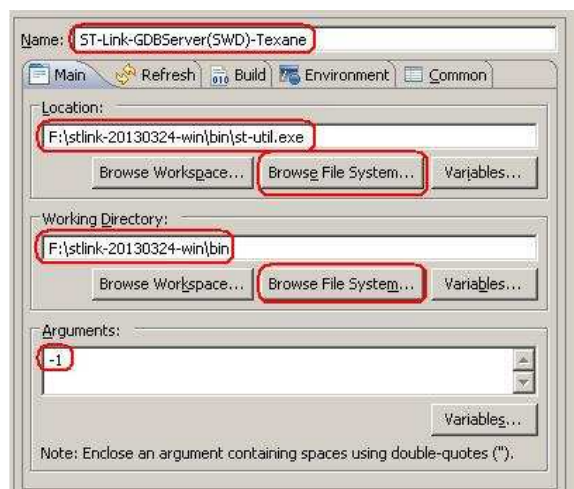 Name: ST-Link-GDBServer(SWD)-Texane
Main Refresh Build Environment Common
Location:
F:\stlink-20130324-win\bin\st-util.exe
Browse Workspace... Browse File System... Variables...
Working Directory:
F:\stlink-20130324-win\bin
Browse Workspace... Browse File System... Variables...
Arguments:
-1
Variables...
Note: Enclose an argument containing spaces using double-quotes (").